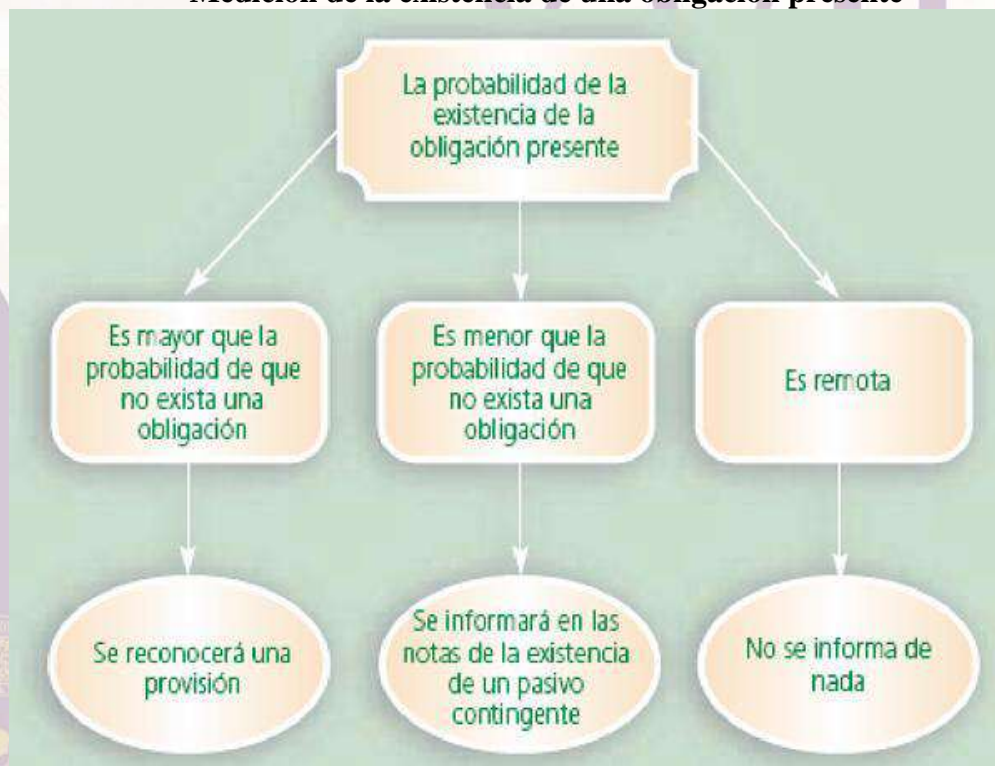 Medición de la existencia de una obligación presente
La probabilidad de la
existencia de la
obligación presente
Es mayor que la
probabilidad de que
no exista una
obligación
Es menor que la
probabilidad de que
no exista una
obligación
Es remota
Se reconocerá una
provisión
Se informará en las
notas de la existencia
de un pasivo
contingente
No se informa de
nada